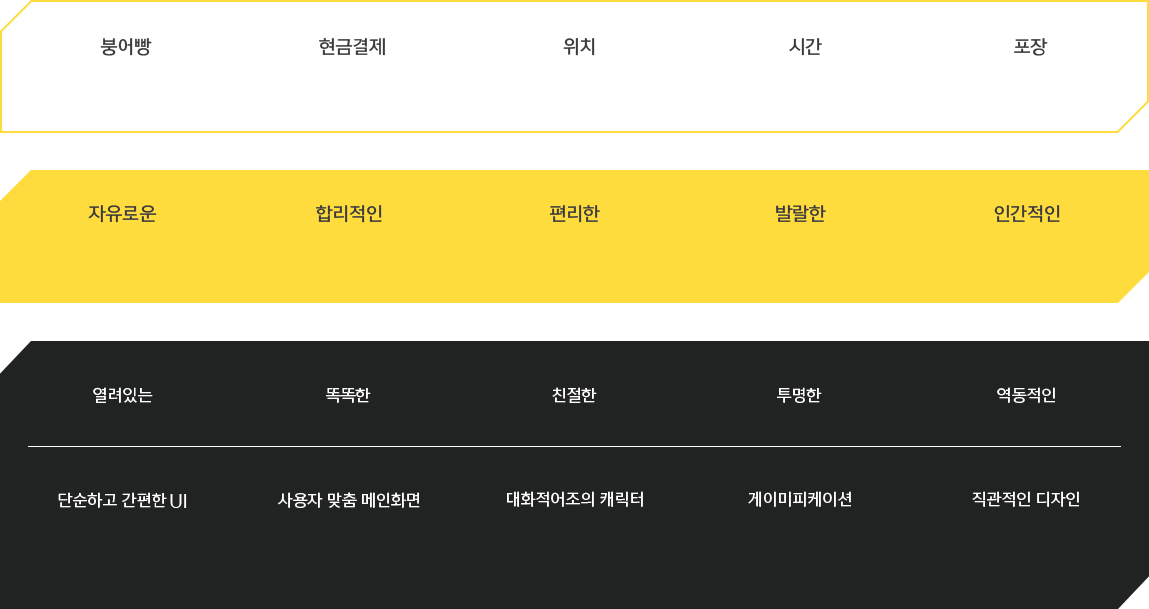 붕어빵 현금결제 위치 시간 포장
자유로운 합리적인 편리한 발랄한 인간적인
열려있는 똑똑한 친절한 투명한 역동적인
단순하고 간편한 UI 사용자 맞춤 메인화면 대화적어조의 캐릭터 게이미피케이션 직관적인 디자인